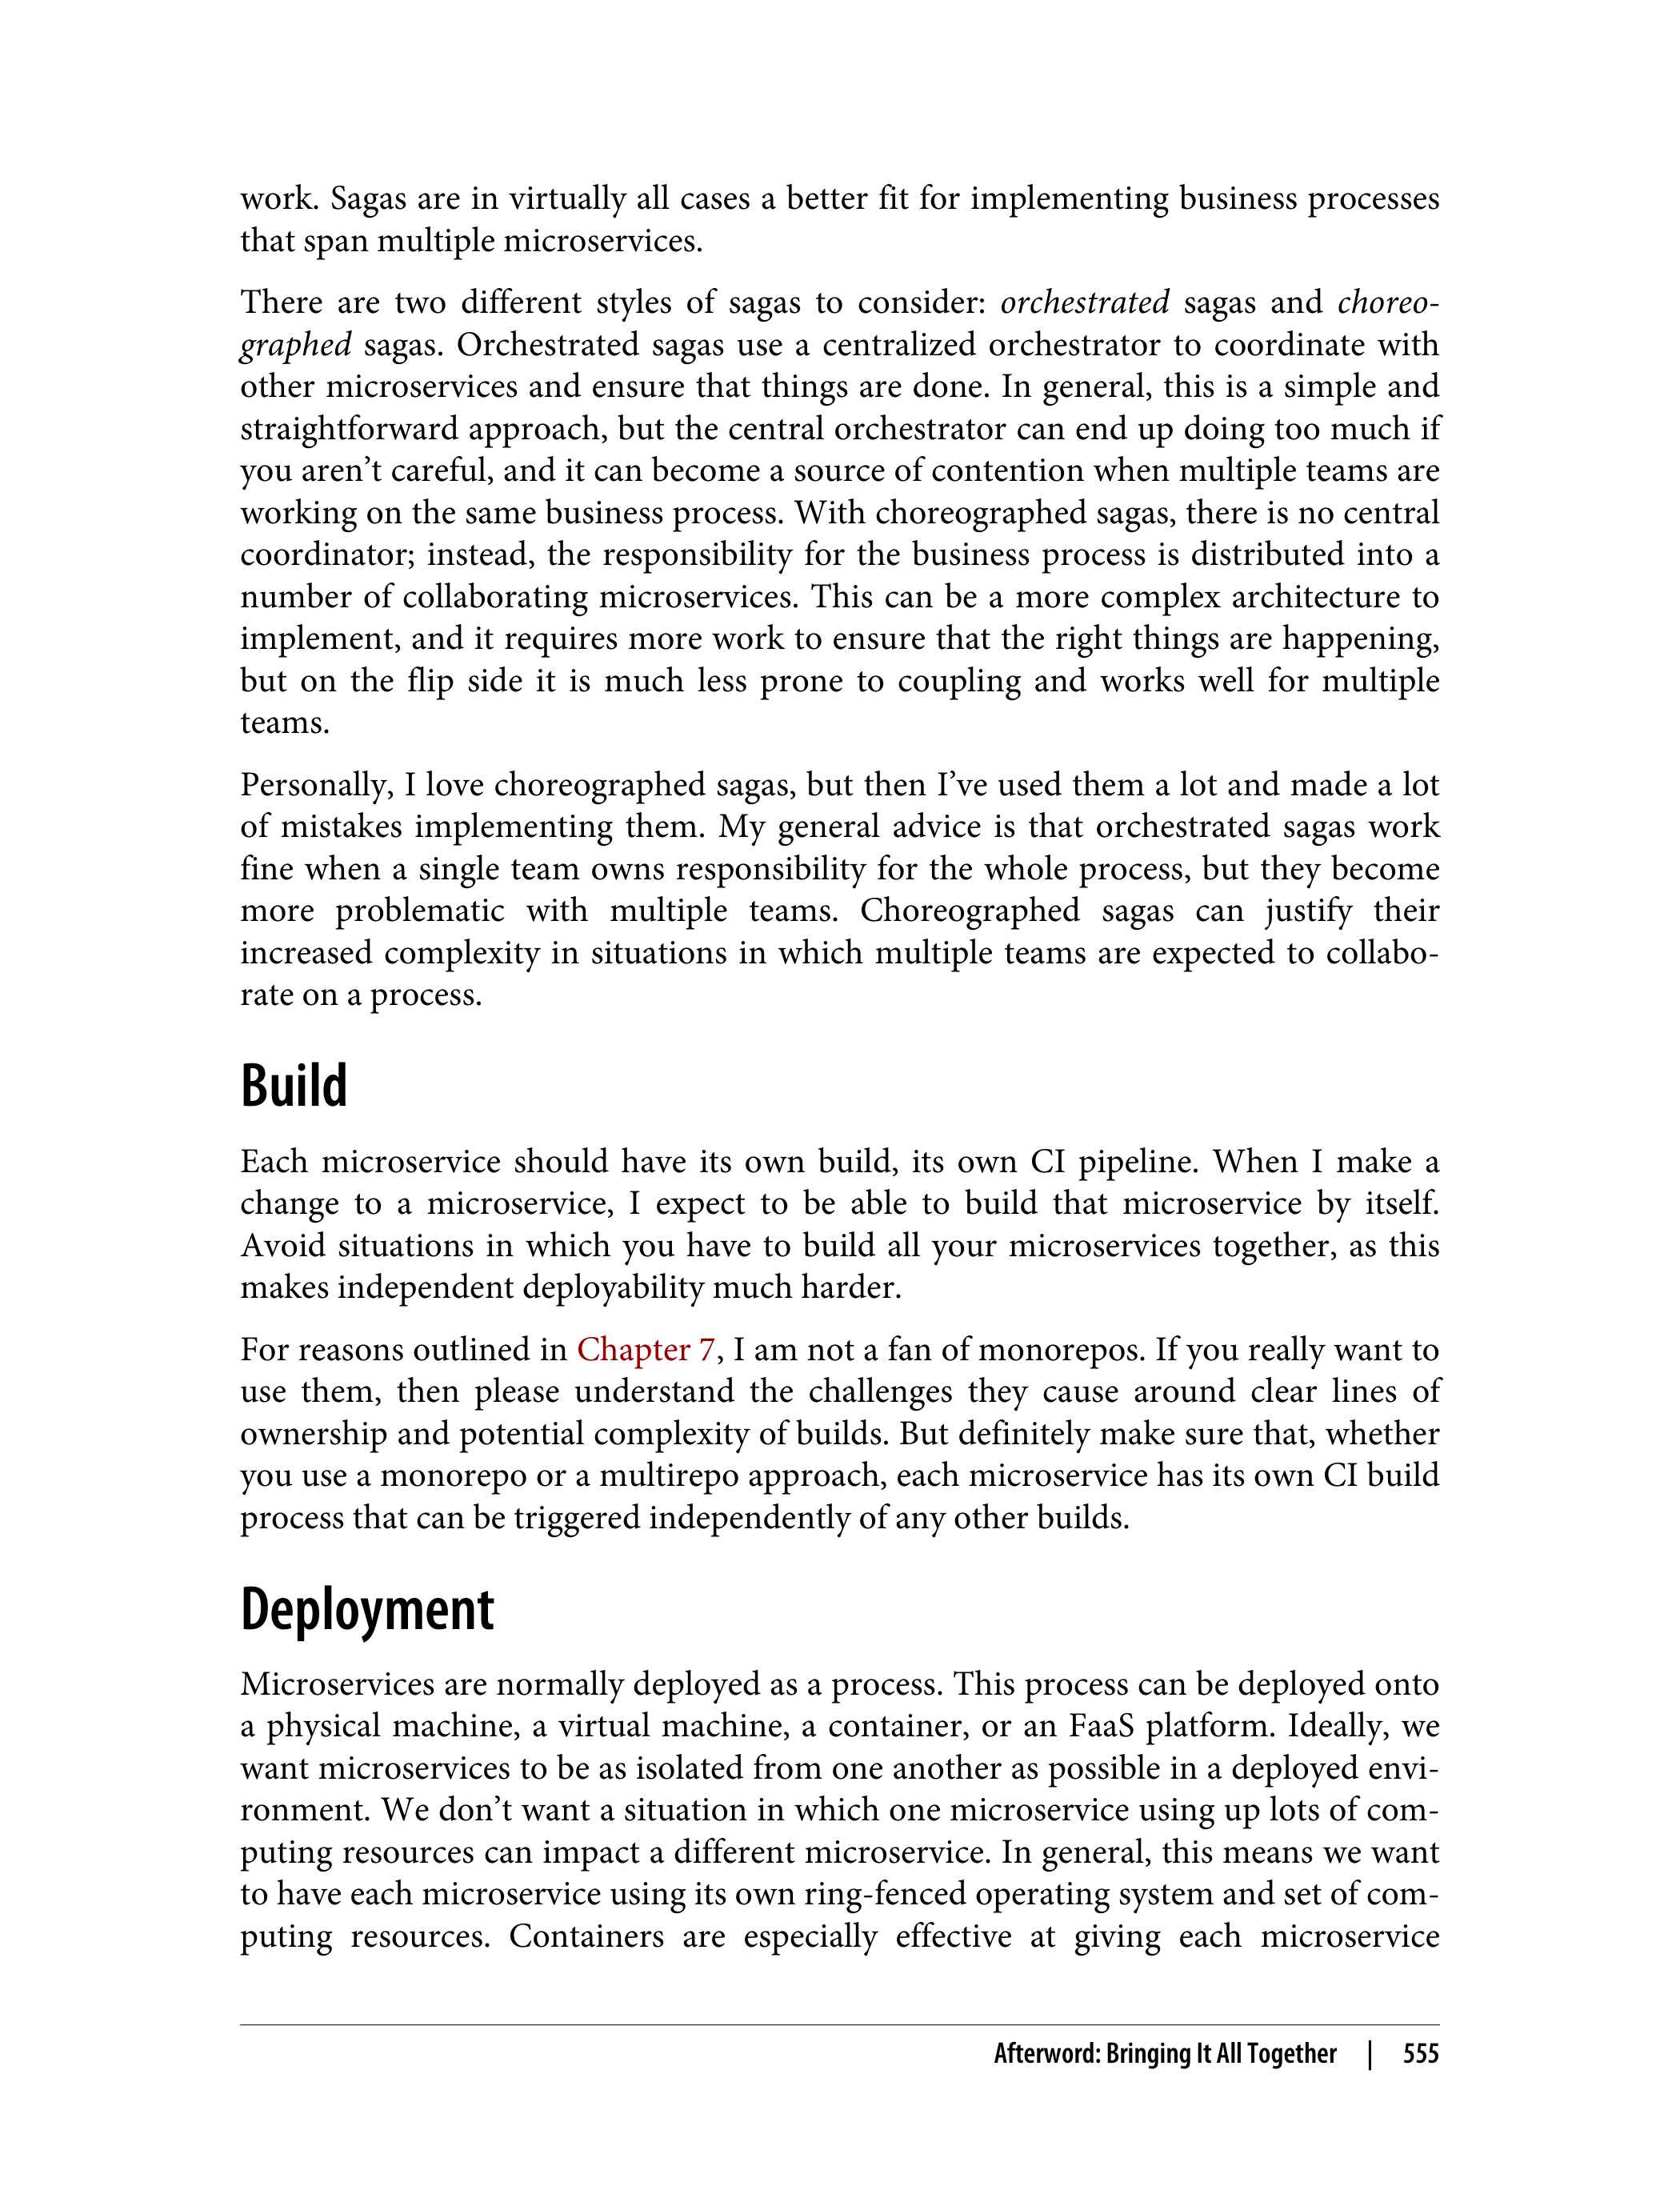 work. Sagas are in virtually all cases a better fit for implementing business processes
that span multiple microservices.
There are two different styles of sagas to consider: orchestrated sagas and choreo-
graphed sagas. Orchestrated sagas use a centralized orchestrator to coordinate with
other microservices and ensure that things are done. In general, this is a simple and
straightforward approach, but the central orchestrator can end up doing too much if
you aren’t careful, and it can become a source of contention when multiple teams are
working on the same business process. With choreographed sagas, there is no central
coordinator; instead, the responsibility for the business process is distributed into a
number of collaborating microservices. This can be a more complex architecture to
implement, and it requires more work to ensure that the right things are happening,
but on the flip side it is much less prone to coupling and works well for multiple
teams.
Personally, I love choreographed sagas, but then I’ve used them a lot and made a lot
of mistakes implementing them. My general advice is that orchestrated sagas work
fine when a single team owns responsibility for the whole process, but they become
more problematic with multiple teams. Choreographed sagas can justify their
increased complexity in situations in which multiple teams are expected to collabo-
rate on a process.
Build
Each microservice should have its own build, its own CI pipeline. When I make a
change to a microservice, I expect to be able to build that microservice by itself.
Avoid situations in which you have to build all your microservices together, as this
makes independent deployability much harder.
For reasons outlined in Chapter 7, I am not a fan of monorepos. If you really want to
use them, then please understand the challenges they cause around clear lines of
ownership and potential complexity of builds. But definitely make sure that, whether
you use a monorepo or a multirepo approach, each microservice has its own CI build
process that can be triggered independently of any other builds.
Deployment
Microservices are normally deployed as a process. This process can be deployed onto
a physical machine, a virtual machine, a container, or an FaaS platform. Ideally, we
want microservices to be as isolated from one another as possible in a deployed envi-
ronment. We don’t want a situation in which one microservice using up lots of com-
puting resources can impact a different microservice. In general, this means we want
to have each microservice using its own ring-fenced operating system and set of com-
puting resources. Containers are especially effective at giving each microservice
Afterword: Bringing It All Together | 555